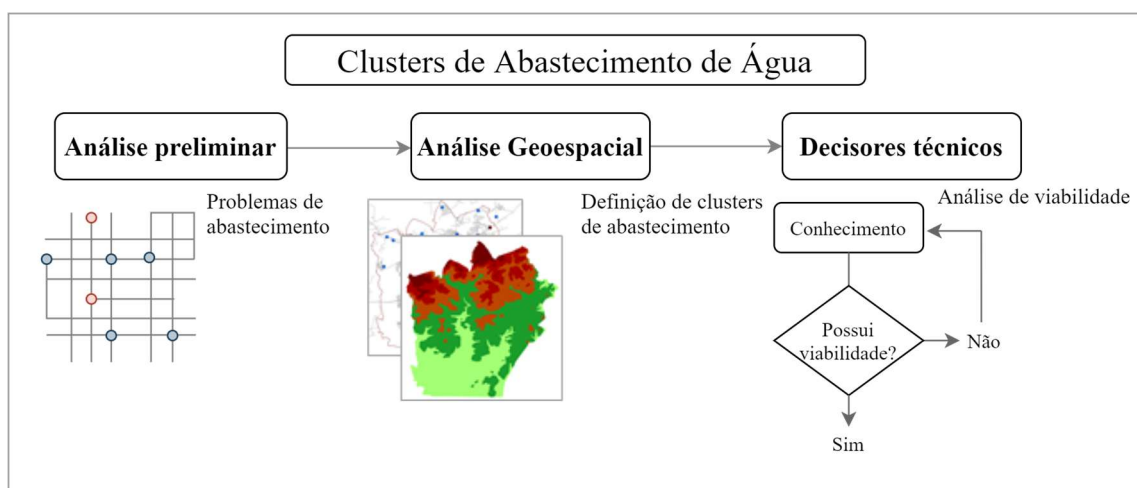 Clusters de Abastecimento de Água
Análise preliminar
Análise Geoespacial
Decisores técnicos
Problemas de
abastecimento
Definição de clusters
de abastecimento
Análise de viabilidade
Conhecimento
Possui
viabilidade?
Não
Sim